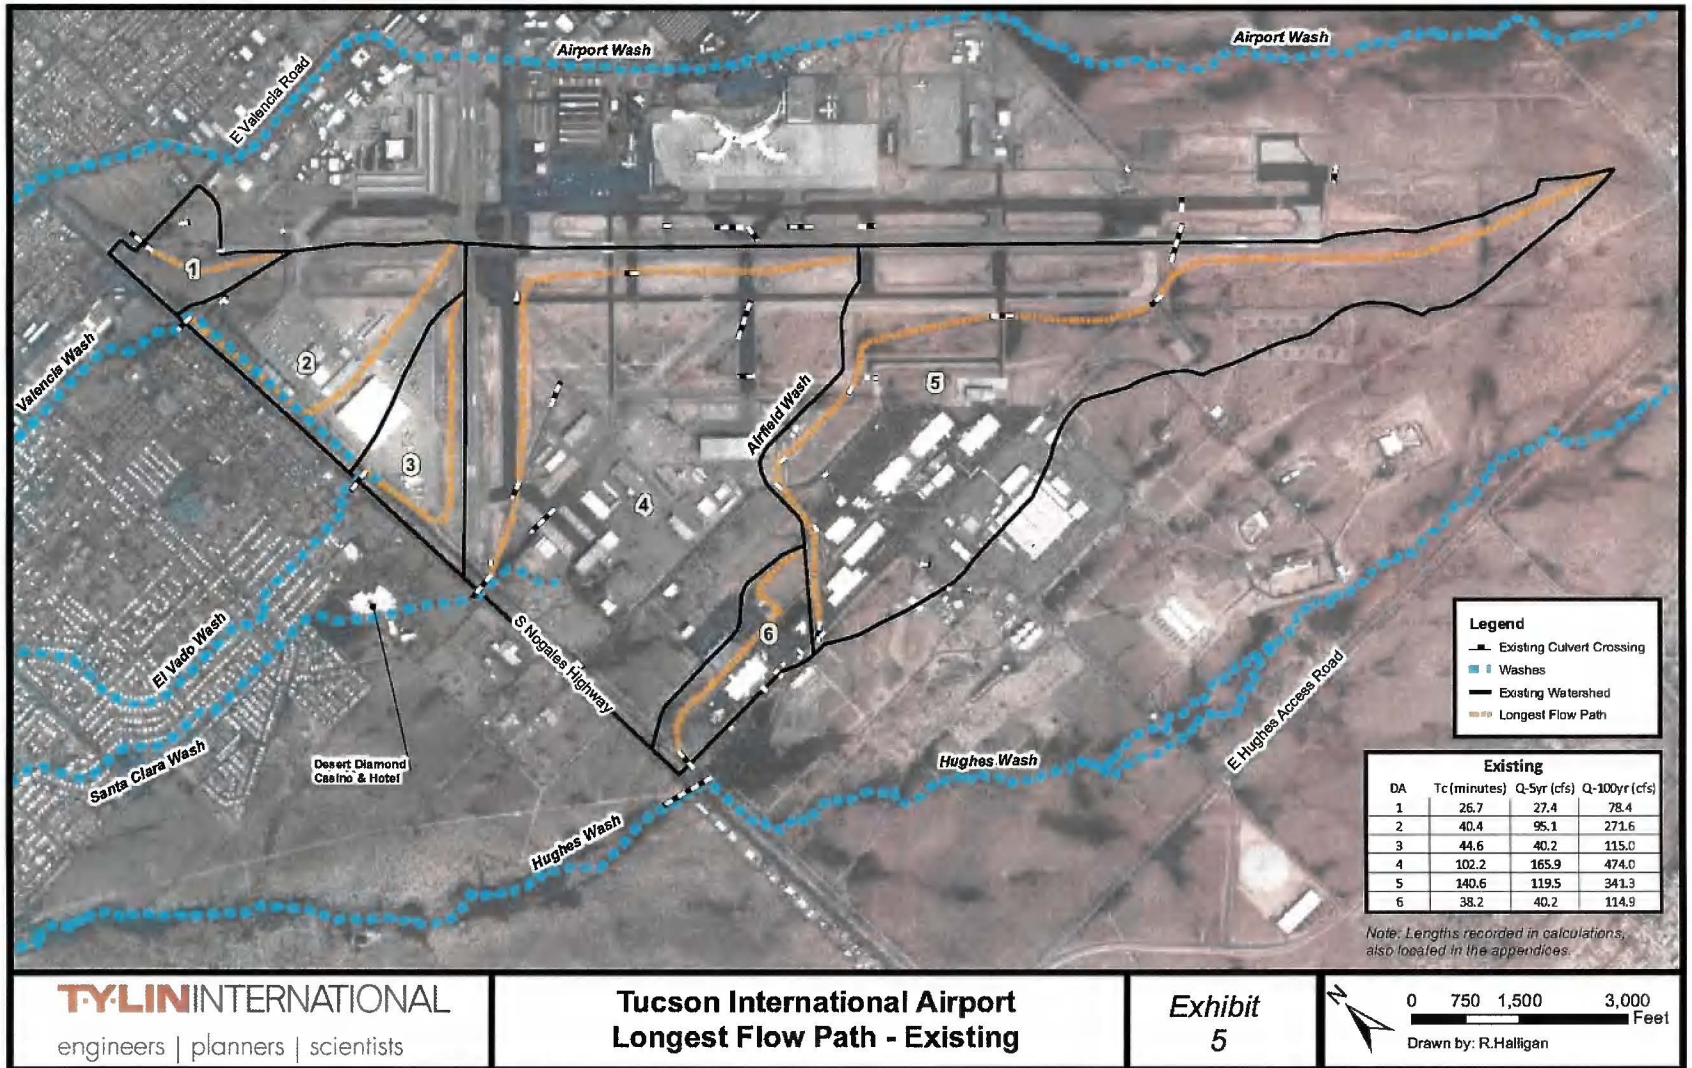 Airport Wash
Airport Wash
E Valencia Road
1
Valencia Wash
2
3
4
Airfield Wash
5
6
S Nogales Highway
El Vado Wash
Santa Clara Wash
Desert Diamond
Casino & Hotel
Hughes Wash
Hughes Wash
E Hughes Access Road
Legend
Existing Culvert Crossing
Washes
Existing Watershed
Longest Flow Path
Existing
DA Tc (minutes) Q-5yr (cfs) Q-100yr (cfs)
1 26.7 27.4 78.4
2 40.4 95.1 271.6
3 44.6 40.2 115.0
4 102.2 165.9 474.0
5 140.6 119.5 341.3
6 38.2 40.2 114.9
Note: Lengths recorded in calculations,
also located in the appendices.
T·Y·LIN INTERNATIONAL
engineers | planners | scientists
Tucson International Airport
Longest Flow Path - Existing
Exhibit
5
N
0 750 1,500 3,000
Feet
Drawn by: R.Halligan